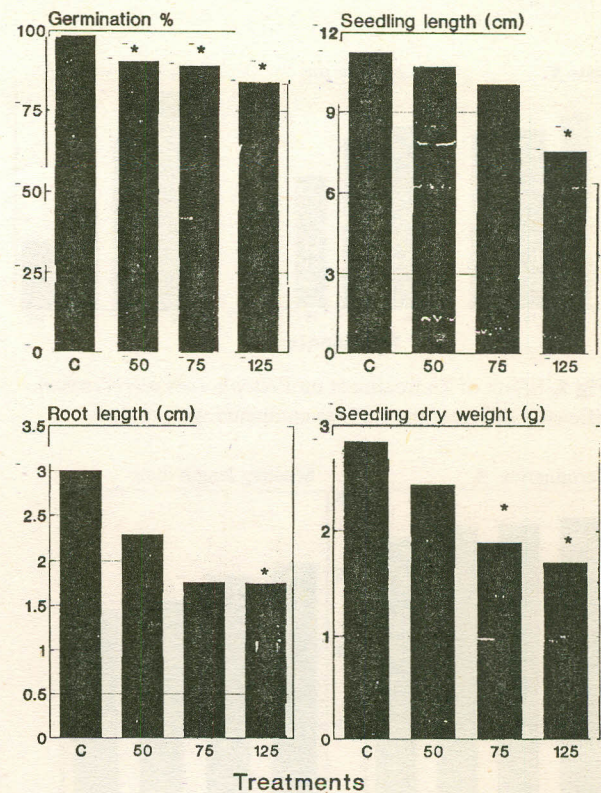 Germination %
100
75
50
25
0
* * *
C 50 75 125
Seedling length (cm)
12
9
6
3
0
*
C 50 75 125
Root length (cm)
3.5
3
2.5
2
1.5
1
0.5
0
*
C 50 75 125
Seedling dry weight (g)
3
2
1
0
* *
C 50 75 125
Treatments